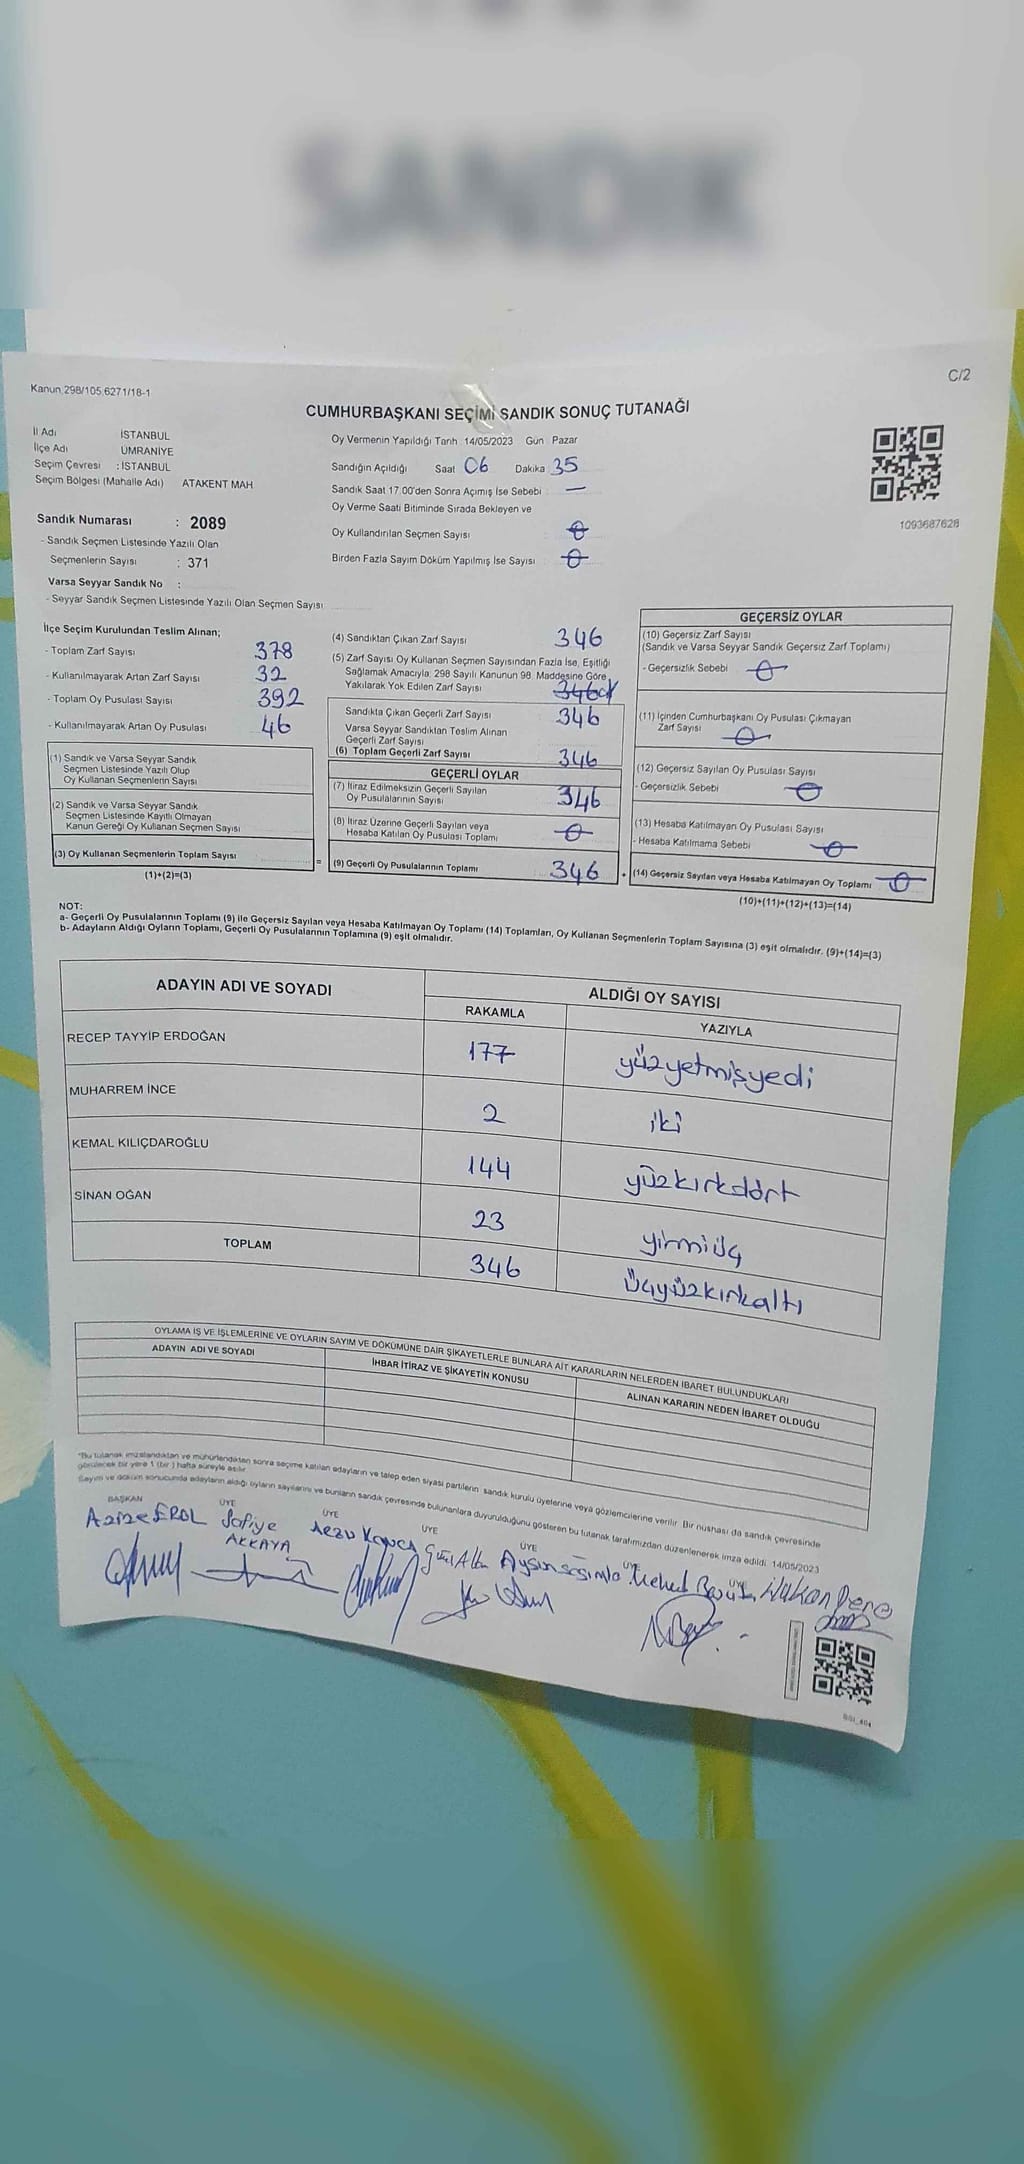 SANDIK
C/2
Kanun 298/105.6271/18-1
CUMHURBAŞKANI SEÇİMİ SANDIK SONUÇ TUTANAĞI
İl Adı İSTANBUL
İlçe Adı ÜMRANİYE
Seçim Çevresi : İSTANBUL
Seçim Bölgesi (Mahalle Adı) ATAKENT MAH
Oy Vermenin Yapıldığı Tarih 14/05/2023 Gün Pazar
Sandığın Açıldığı Saat 06 Dakika 35
Sandık Saat 17.00'den Sonra Açımış İse Sebebi : —
Oy Verme Saati Bitiminde Sırada Bekleyen ve
Oy Kullandırılan Seçmen Sayısı 0
Birden Fazla Sayım Döküm Yapılmış İse Sayısı 0
1093687628
Sandık Numarası : 2089
- Sandık Seçmen Listesinde Yazılı Olan
Seçmenlerin Sayısı : 371
Varsa Seyyar Sandık No :
- Seyyar Sandık Seçmen Listesinde Yazılı Olan Seçmen Sayısı
İlçe Seçim Kurulundan Teslim Alınan;
- Toplam Zarf Sayısı 378
- Kullanılmayarak Artan Zarf Sayısı 32
- Toplam Oy Pusulası Sayısı 392
- Kullanılmayarak Artan Oy Pusulası 46
(1) Sandık ve Varsa Seyyar Sandık
Seçmen Listesinde Yazılı Olup
Oy Kullanan Seçmenlerin Sayısı
(2) Sandık ve Varsa Seyyar Sandık
Seçmen Listesinde Kayıtlı Olmayan
Kanun Gereği Oy Kullanan Seçmen Sayısı
(3) Oy Kullanan Seçmenlerin Toplam Sayısı =
(1)+(2)=(3)
(4) Sandıktan Çıkan Zarf Sayısı 346
(5) Zarf Sayısı Oy Kullanan Seçmen Sayısından Fazla İse, Eşitliği
Sağlamak Amacıyla; 298 Sayılı Kanunun 98. Maddesine Göre
Yakılarak Yok Edilen Zarf Sayısı 346
Sandıkta Çıkan Geçerli Zarf Sayısı 346
Varsa Seyyar Sandıktan Teslim Alınan
Geçerli Zarf Sayısı
(6) Toplam Geçerli Zarf Sayısı 346
GEÇERLİ OYLAR
(7) İtiraz Edilmeksizin Geçerli Sayılan
Oy Pusulalarının Sayısı 346
(8) İtiraz Üzerine Geçerli Sayılan veya
Hesaba Katılan Oy Pusulası Toplamı 0
(9) Geçerli Oy Pusulalarının Toplamı 346 +
GEÇERSİZ OYLAR
(10) Geçersiz Zarf Sayısı
(Sandık ve Varsa Seyyar Sandık Geçersiz Zarf Toplamı)
- Geçersizlik Sebebi 0
(11) İçinden Cumhurbaşkanı Oy Pusulası Çıkmayan
Zarf Sayısı 0
(12) Geçersiz Sayılan Oy Pusulası Sayısı
- Geçersizlik Sebebi 0
(13) Hesaba Katılmayan Oy Pusulası Sayısı
- Hesaba Katılmama Sebebi 0
(14) Geçersiz Sayılan veya Hesaba Katılmayan Oy Toplamı 0
(10)+(11)+(12)+(13)=(14)
NOT:
a- Geçerli Oy Pusulalarının Toplamı (9) ile Geçersiz Sayılan veya Hesaba Katılmayan Oy Toplamı (14) Toplamları, Oy Kullanan Seçmenlerin Toplam Sayısına (3) eşit olmalıdır. (9)+(14)=(3)
b- Adayların Aldığı Oyların Toplamı, Geçerli Oy Pusulalarının Toplamına (9) eşit olmalıdır.
ADAYIN ADI VE SOYADI ALDIĞI OY SAYISI
RAKAMLA YAZIYLA
RECEP TAYYİP ERDOĞAN 177 yüzyetmişyedi
MUHARREM İNCE 2 iki
KEMAL KILIÇDAROĞLU 144 yüzkırkdört
SİNAN OĞAN 23 yirmiüç
TOPLAM 346 üçyüzkırkaltı
OYLAMA İŞ VE İŞLEMLERİNE VE OYLARIN SAYIM VE DÖKÜMÜNE DAİR ŞİKAYETLERLE BUNLARA AİT KARARLARIN NELERDEN İBARET BULUNDUKLARI
ADAYIN ADI VE SOYADI İHBAR İTİRAZ VE ŞİKAYETİN KONUSU ALINAN KARARIN NEDEN İBARET OLDUĞU
*Bu tutanak imzalandıktan ve mühürlendikten sonra seçime katılan adayların ve talep eden siyasi partilerin sandık kurulu üyelerine veya gözlemcilerine verilir. Bir nüshası da sandık çevresinde
görülecek bir yere 1 (bir ) hafta süreyle asılır.
Sayım ve döküm sonucunda adayların aldığı oyların sayılarını ve bunların sandık çevresinde bulunanlara duyurulduğunu gösteren bu tutanak tarafımızdan düzenlenerek imza edildi. 14/05/2023
BAŞKAN ÜYE ÜYE ÜYE ÜYE ÜYE ÜYE
Azize EROL Safiye AKKAYA Arzu Hakan